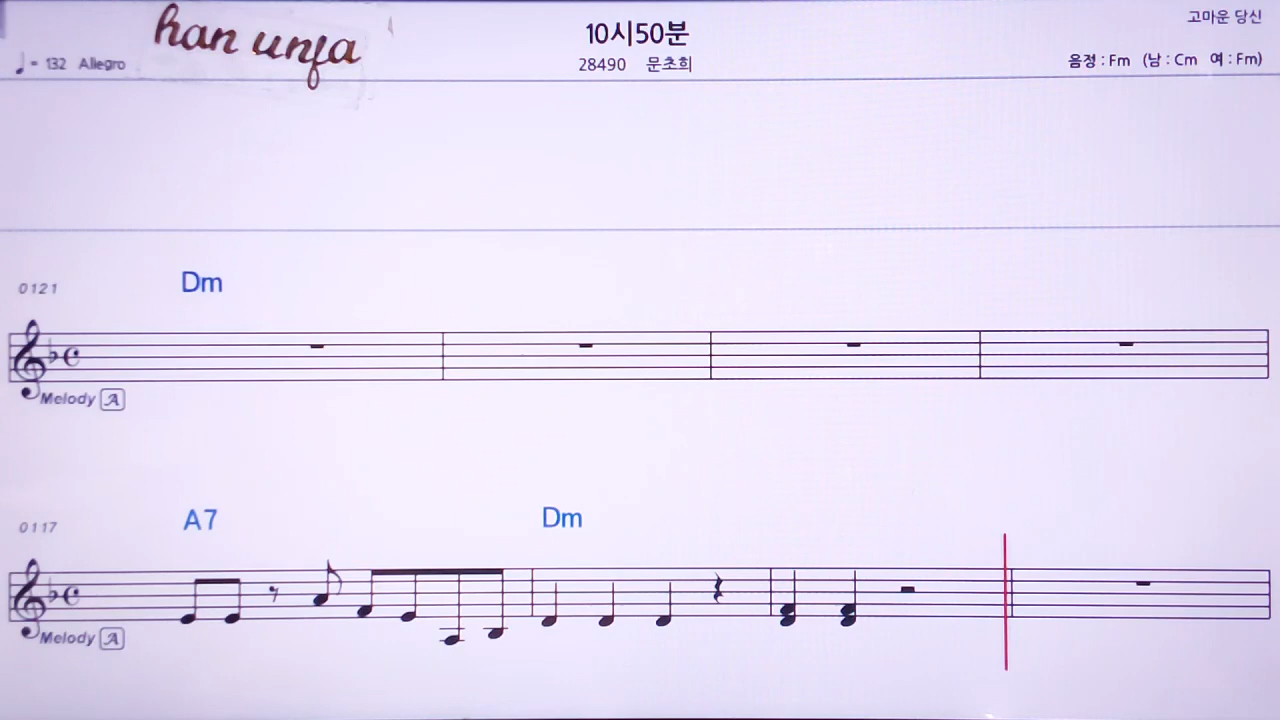 han unfa
10시50분
고마운 당신
♩= 132 Allegro
28490 문초희
음정 : Fm (남 : Cm 여 : Fm)
Dm
0121
Melody A
A7 Dm
0117
Melody A